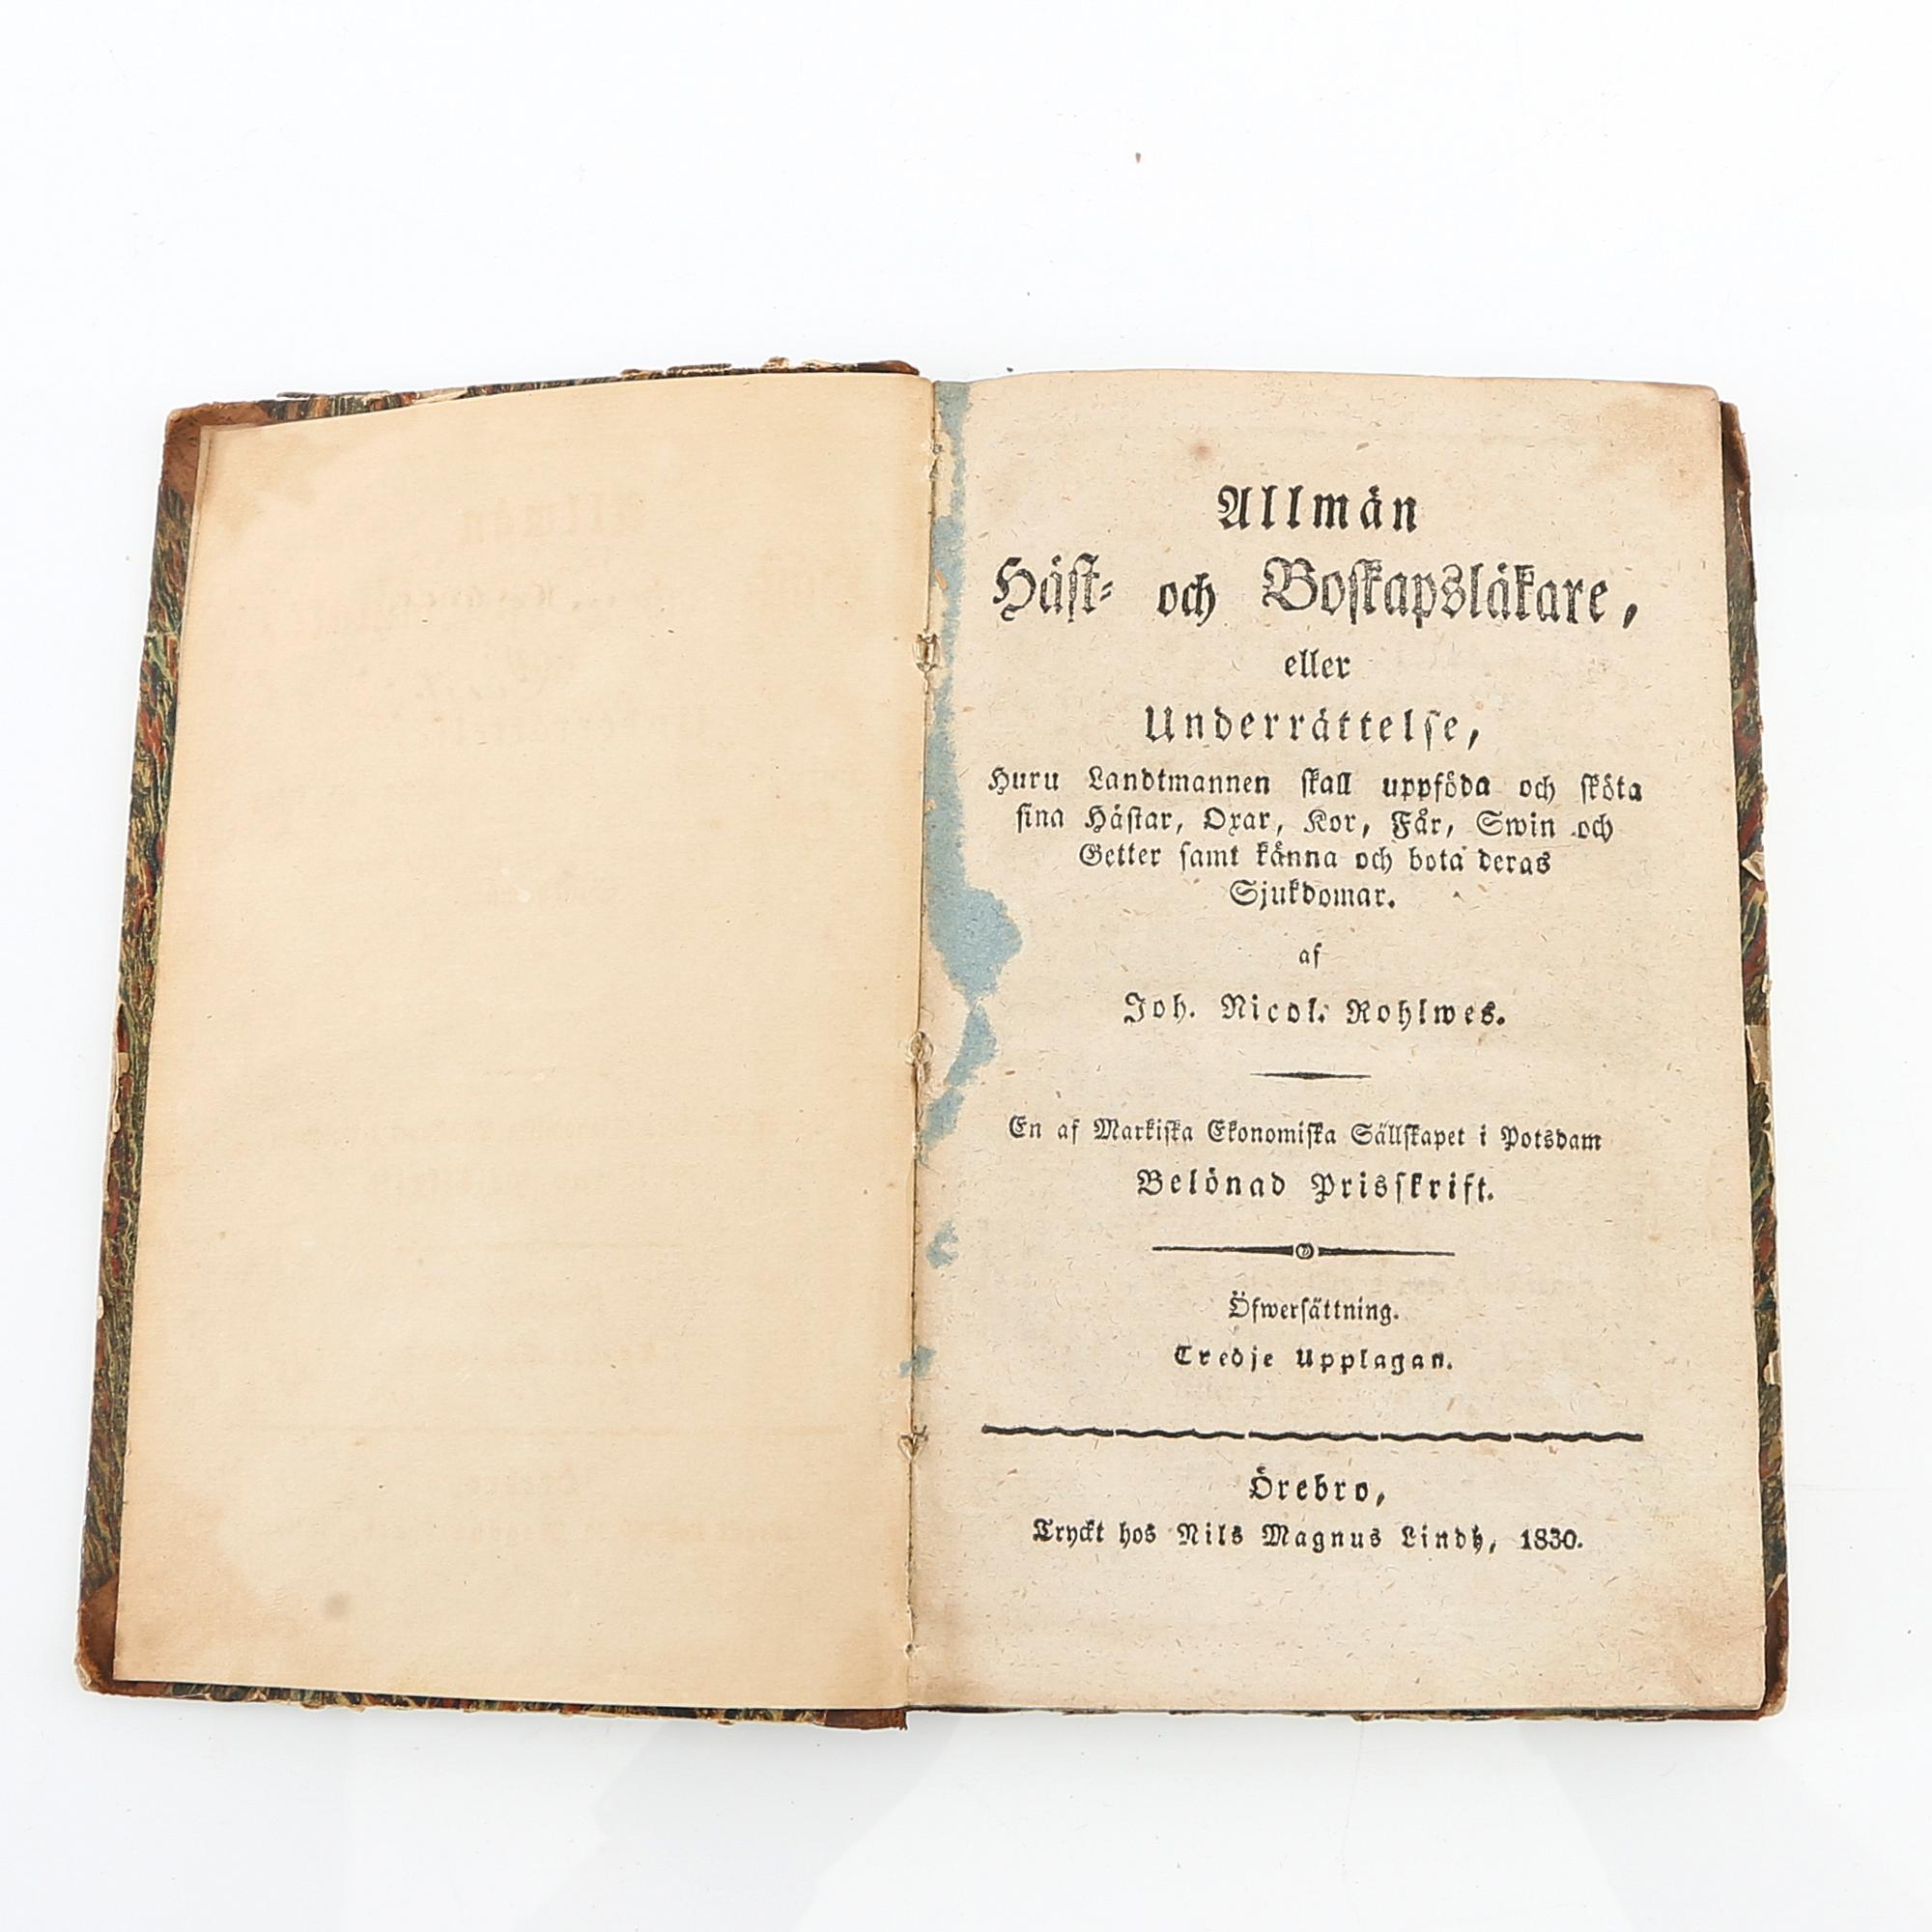 Allmän
Häst- och Boskapsläkare,
eller
Underrättelse,
Huru Landtmannen skall uppföda och sköta
sina Hästar, Oxar, Kor, Får, Swin och
Getter samt känna och bota deras
Sjukdomar.
af
Joh. Nicol. Rohlwes.
En af Markiska Ekonomiska Sällskapet i Potsdam
Belönad Prisskrift.
Öfwersättning.
Tredje Upplagan.
Örebro,
Tryckt hos Nils Magnus Lindh, 1830.